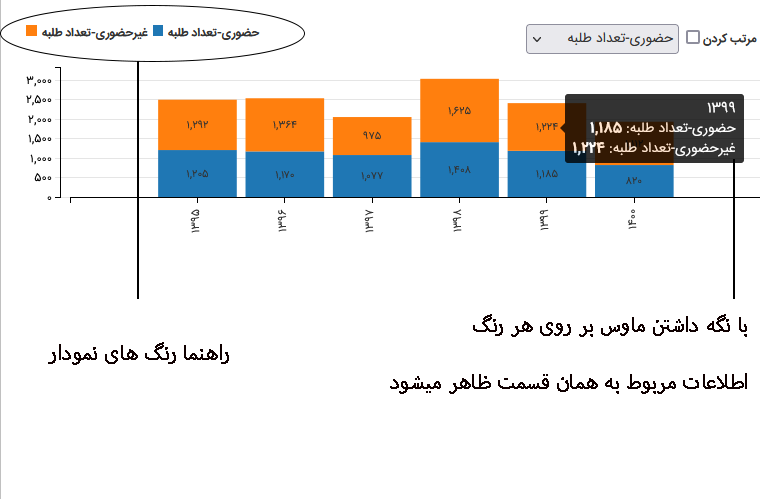 مرتب کردن
حضوری-تعداد طلبه
حضوری-تعداد طلبه
غیرحضوری-تعداد طلبه
۳,۰۰۰
۲,۵۰۰
۲,۰۰۰
۱,۵۰۰
۱,۰۰۰
۵۰۰
۰
۱,۲۹۲
۱,۳۶۴
۹۷۵
۱,۶۲۵
۱,۲۲۴
۱,۲۰۵
۱,۱۷۰
۱,۰۷۷
۱,۴۰۸
۱,۱۸۵
۸۲۰
۱۳۹۹
حضوری-تعداد طلبه: ۱,۱۸۵
غیرحضوری-تعداد طلبه: ۱,۲۲۴
۱۳۹۵
۱۳۹۶
۱۳۹۷
۱۳۹۸
۱۳۹۹
۱۴۰۰
با نگه داشتن ماوس بر روی هر رنگ
اطلاعات مربوط به همان قسمت ظاهر میشود
راهنما رنگ های نمودار